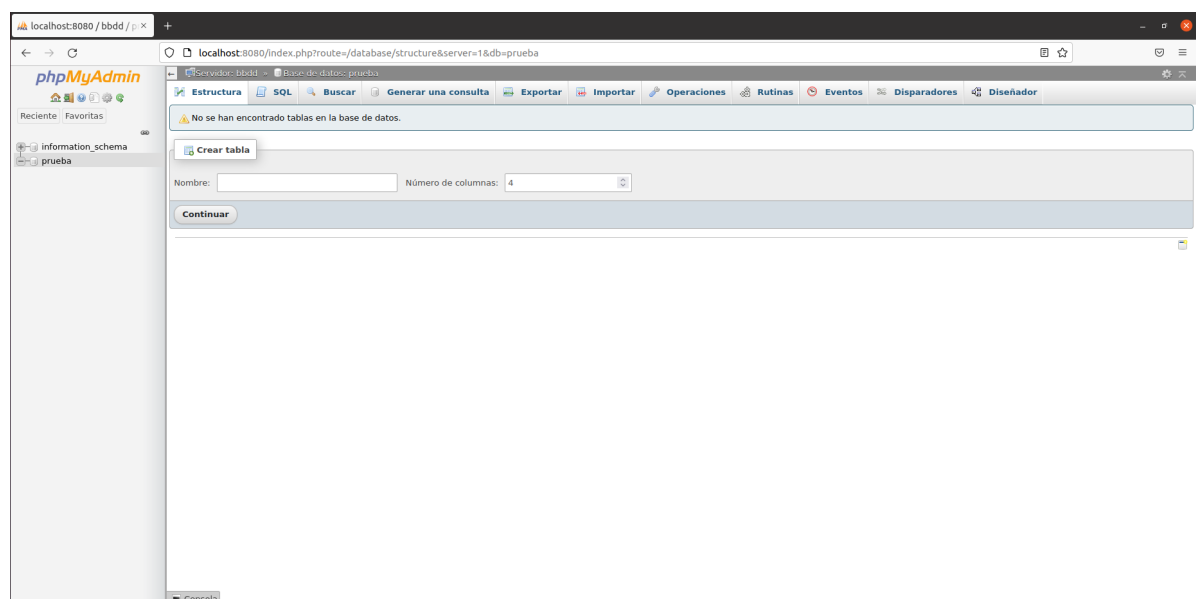 localhost:8080 / bbdd / p
localhost:8080/index.php?route=/database/structure&server=1&db=prueba
phpMyAdmin
Reciente Favoritas
information_schema
prueba
Servidor: bbdd » Base de datos: prueba
Estructura SQL Buscar Generar una consulta Exportar Importar Operaciones Rutinas Eventos Disparadores Diseñador
No se han encontrado tablas en la base de datos.
Crear tabla
Nombre: Número de columnas: 4
Continuar
Consola